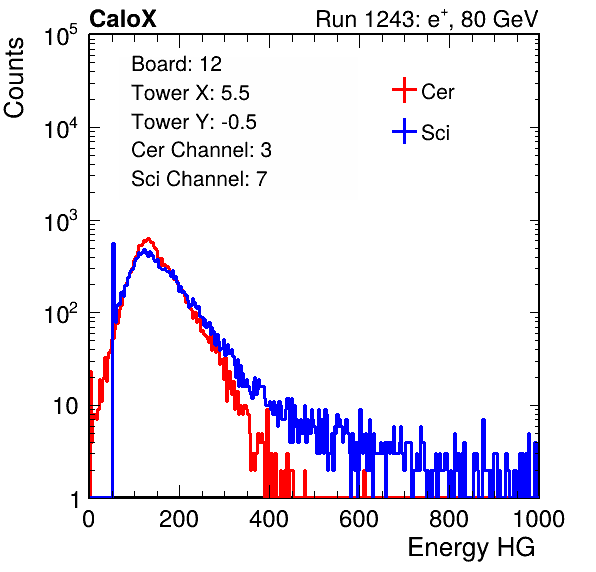 CaloX Run 1243: e+, 80 GeV
Counts
10^5
10^4
10^3
10^2
10
1
Board: 12
Tower X: 5.5
Tower Y: -0.5
Cer Channel: 3
Sci Channel: 7
Cer
Sci
0 200 400 600 800 1000
Energy HG